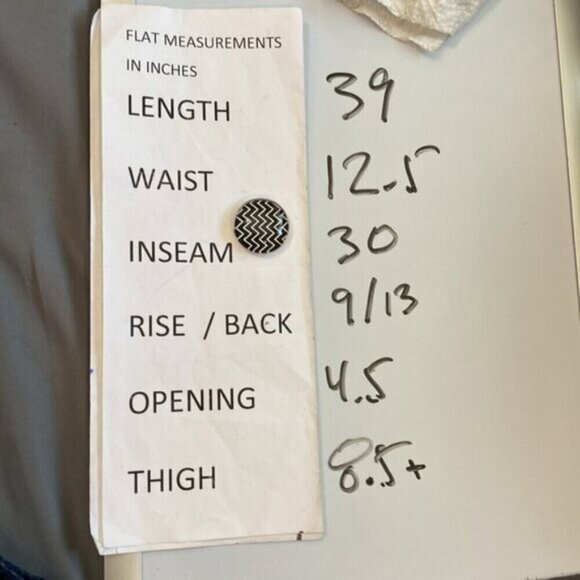 FLAT MEASUREMENTS
IN INCHES
LENGTH 39
WAIST 12.5
INSEAM 30
RISE / BACK 9/13
OPENING 4.5
THIGH 8.5+